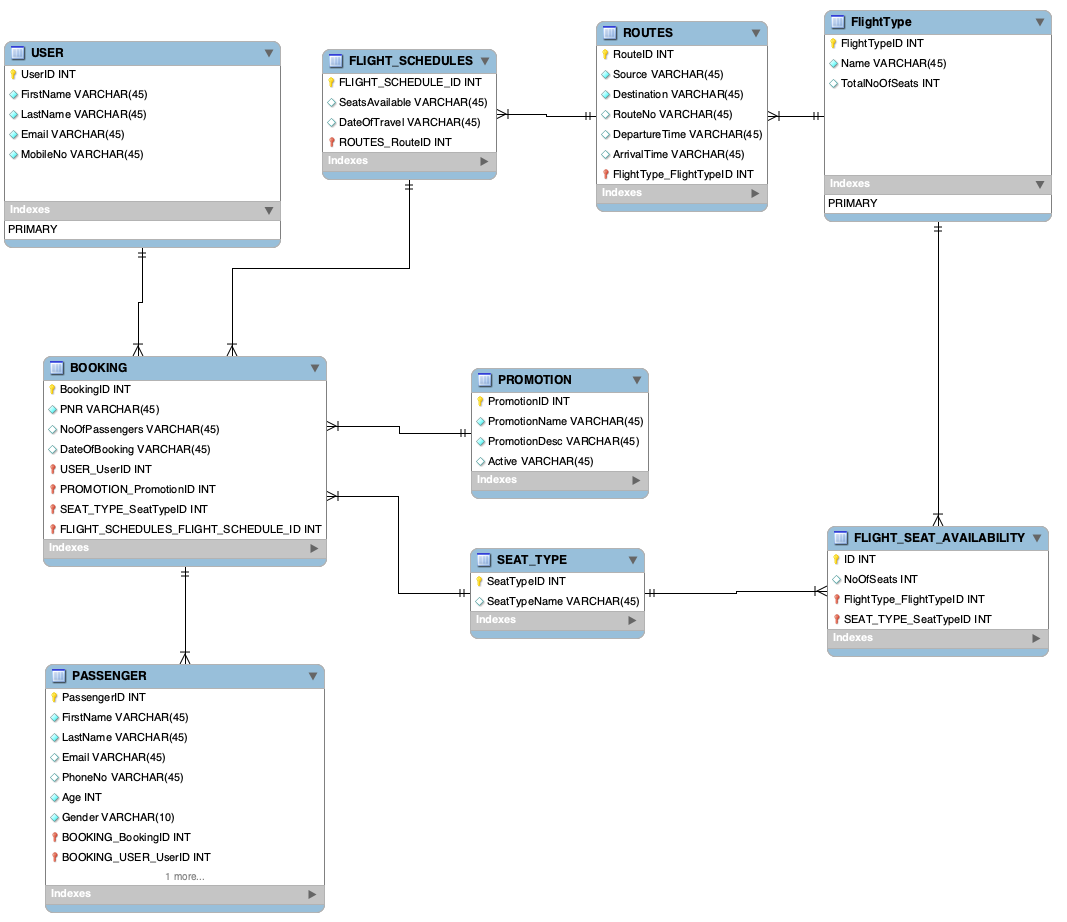 USER
UserID INT
FirstName VARCHAR(45)
LastName VARCHAR(45)
Email VARCHAR(45)
MobileNo VARCHAR(45)
Indexes
PRIMARY
FLIGHT_SCHEDULES
FLIGHT_SCHEDULE_ID INT
SeatsAvailable VARCHAR(45)
DateOfTravel VARCHAR(45)
ROUTES_RouteID INT
Indexes
ROUTES
RouteID INT
Source VARCHAR(45)
Destination VARCHAR(45)
RouteNo VARCHAR(45)
DepartureTime VARCHAR(45)
ArrivalTime VARCHAR(45)
FlightType_FlightTypeID INT
Indexes
FlightType
FlightTypeID INT
Name VARCHAR(45)
TotalNoOfSeats INT
Indexes
PRIMARY
BOOKING
BookingID INT
PNR VARCHAR(45)
NoOfPassengers VARCHAR(45)
DateOfBooking VARCHAR(45)
USER_UserID INT
PROMOTION_PromotionID INT
SEAT_TYPE_SeatTypeID INT
FLIGHT_SCHEDULES_FLIGHT_SCHEDULE_ID INT
Indexes
PROMOTION
PromotionID INT
PromotionName VARCHAR(45)
PromotionDesc VARCHAR(45)
Active VARCHAR(45)
Indexes
SEAT_TYPE
SeatTypeID INT
SeatTypeName VARCHAR(45)
Indexes
FLIGHT_SEAT_AVAILABILITY
ID INT
NoOfSeats INT
FlightType_FlightTypeID INT
SEAT_TYPE_SeatTypeID INT
Indexes
PASSENGER
PassengerID INT
FirstName VARCHAR(45)
LastName VARCHAR(45)
Email VARCHAR(45)
PhoneNo VARCHAR(45)
Age INT
Gender VARCHAR(10)
BOOKING_BookingID INT
BOOKING_USER_UserID INT
1 more...
Indexes